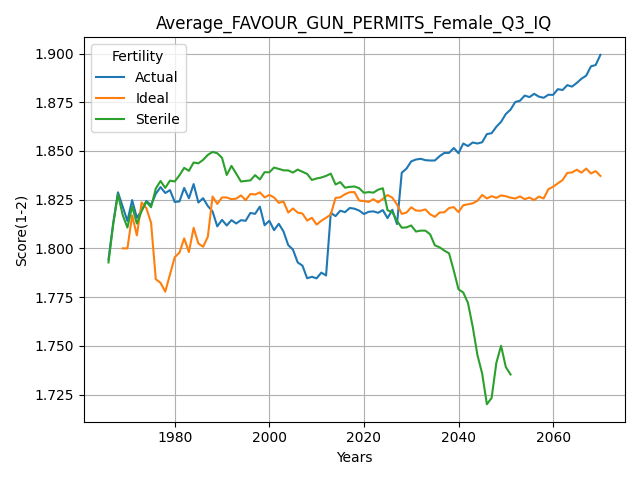 Average_FAVOUR_GUN_PERMITS_Female_Q3_IQ
Score(1-2)
1.900
1.875
1.850
1.825
1.800
1.775
1.750
1.725
Fertility
Actual
Ideal
Sterile
1980 2000 2020 2040 2060
Years